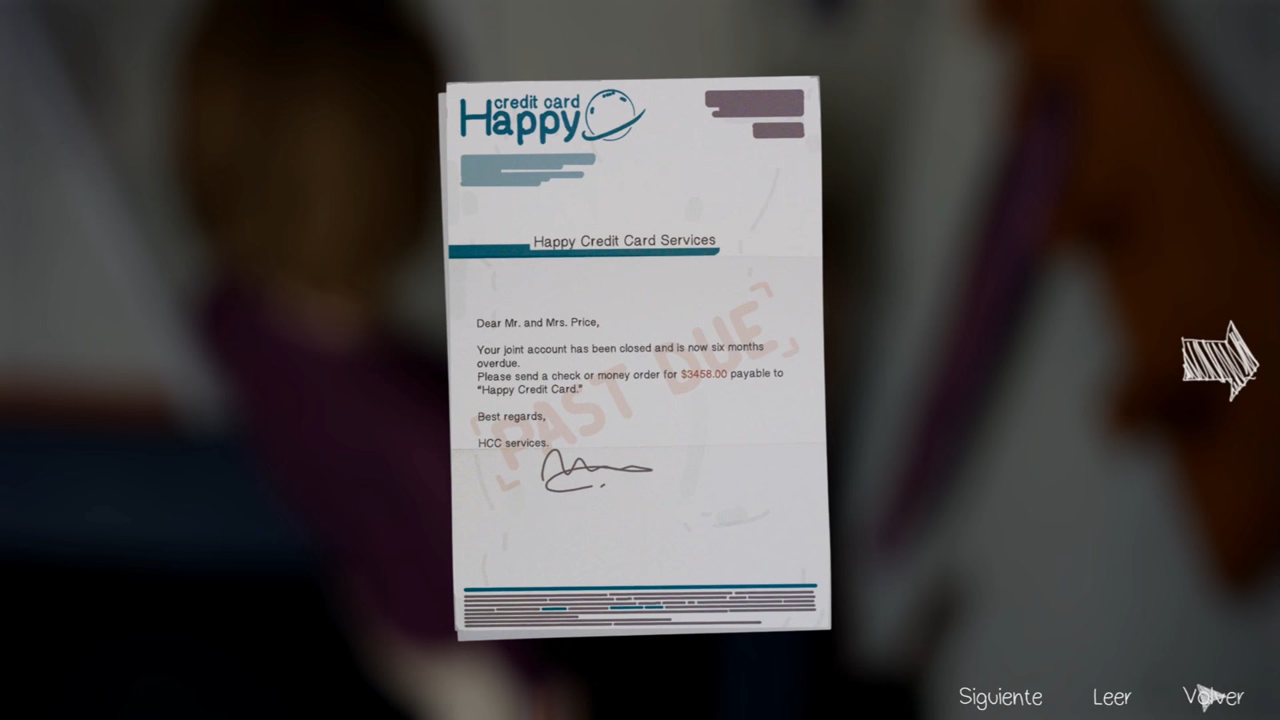 credit card
Happy
Happy Credit Card Services
Dear Mr. and Mrs. Price,
Your joint account has been closed and is now six months
overdue.
Please send a check or money order for $3458.00 payable to
“Happy Credit Card.”
Best regards,
HCC services.
PAST DUE
Siguiente
Leer
Volver